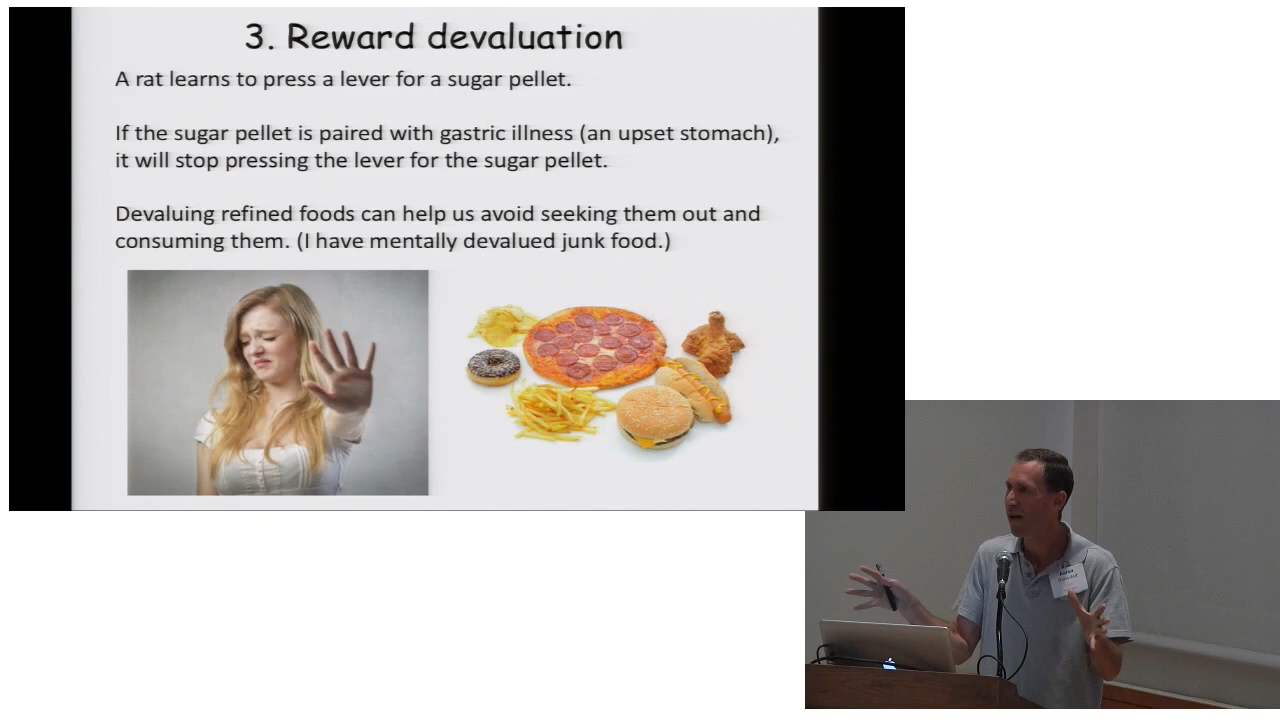 3. Reward devaluation
A rat learns to press a lever for a sugar pellet.
If the sugar pellet is paired with gastric illness (an upset stomach),
it will stop pressing the lever for the sugar pellet.
Devaluing refined foods can help us avoid seeking them out and
consuming them. (I have mentally devalued junk food.)